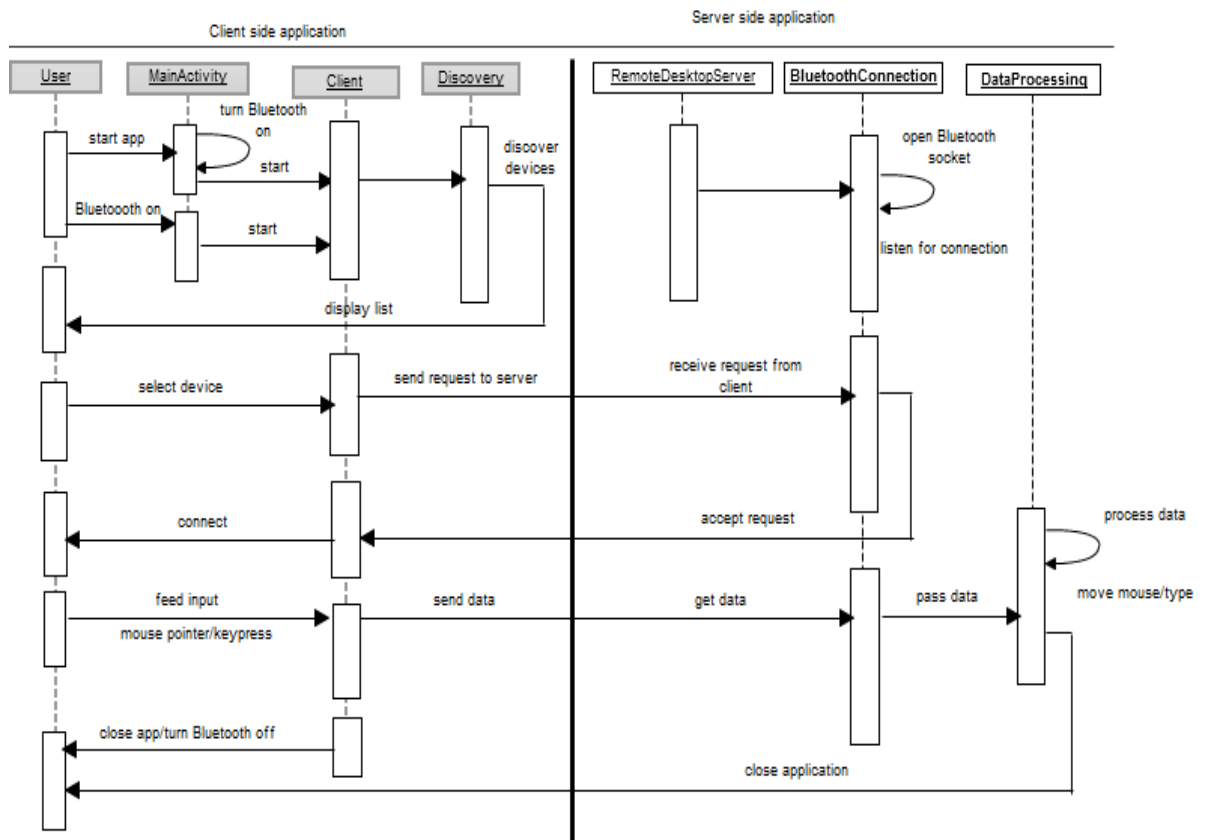 Client side application
Server side application
User
MainActivity
Client
Discovery
RemoteDesktopServer
BluetoothConnection
DataProcessing
turn Bluetooth
on
start app
start
discover
devices
open Bluetooth
socket
Bluetoooth on
start
listen for connection
display list
select device
send request to server
receive request from
client
connect
accept request
process data
feed input
mouse pointer/keypress
send data
get data
pass data
move mouse/type
close app/turn Bluetooth off
close application